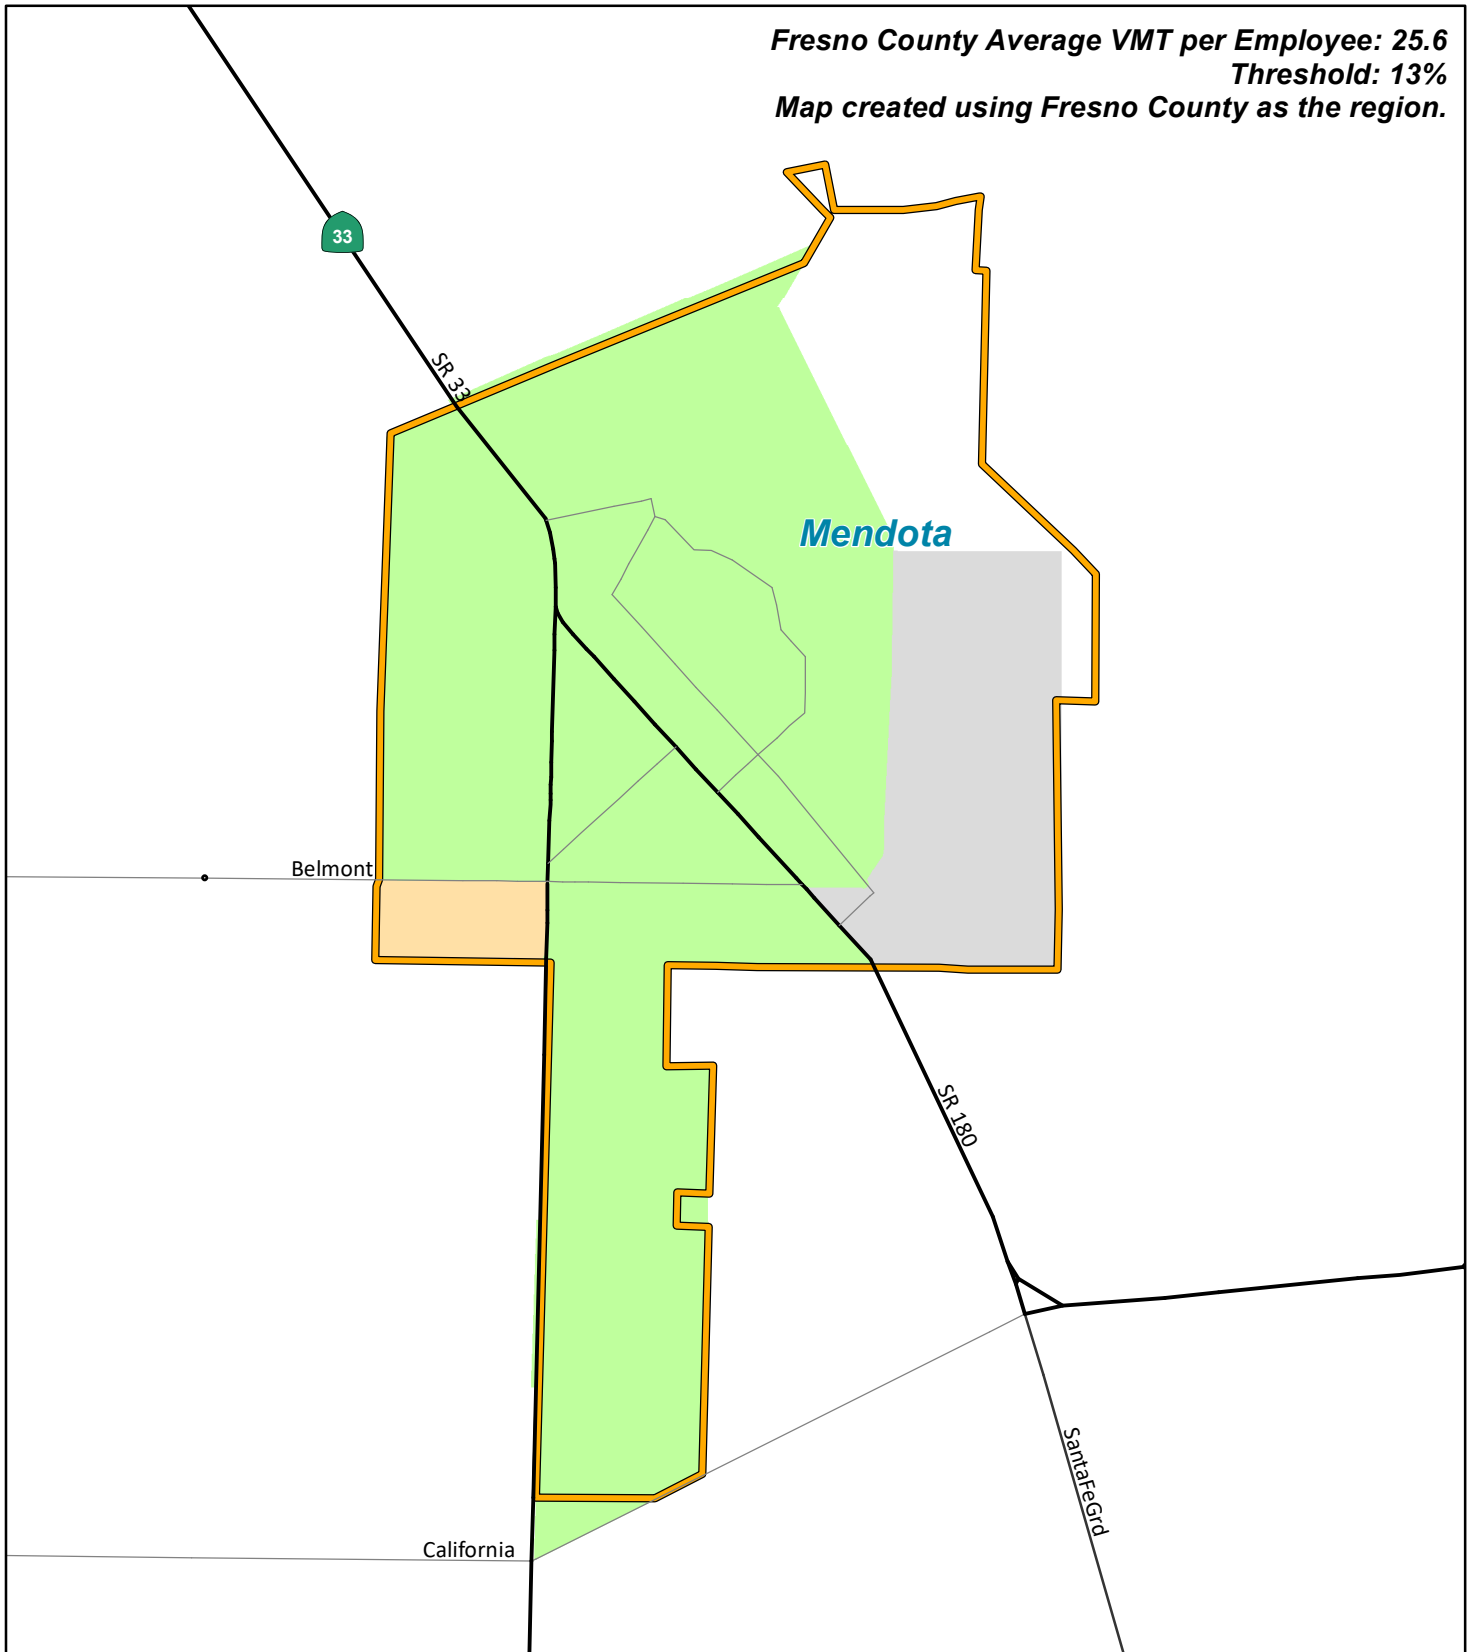 Fresno County Average VMT per Employee: 25.6
Threshold: 13%
Map created using Fresno County as the region.
33
SR 33
Mendota
Belmont
SR 180
SantaFeGrd
California